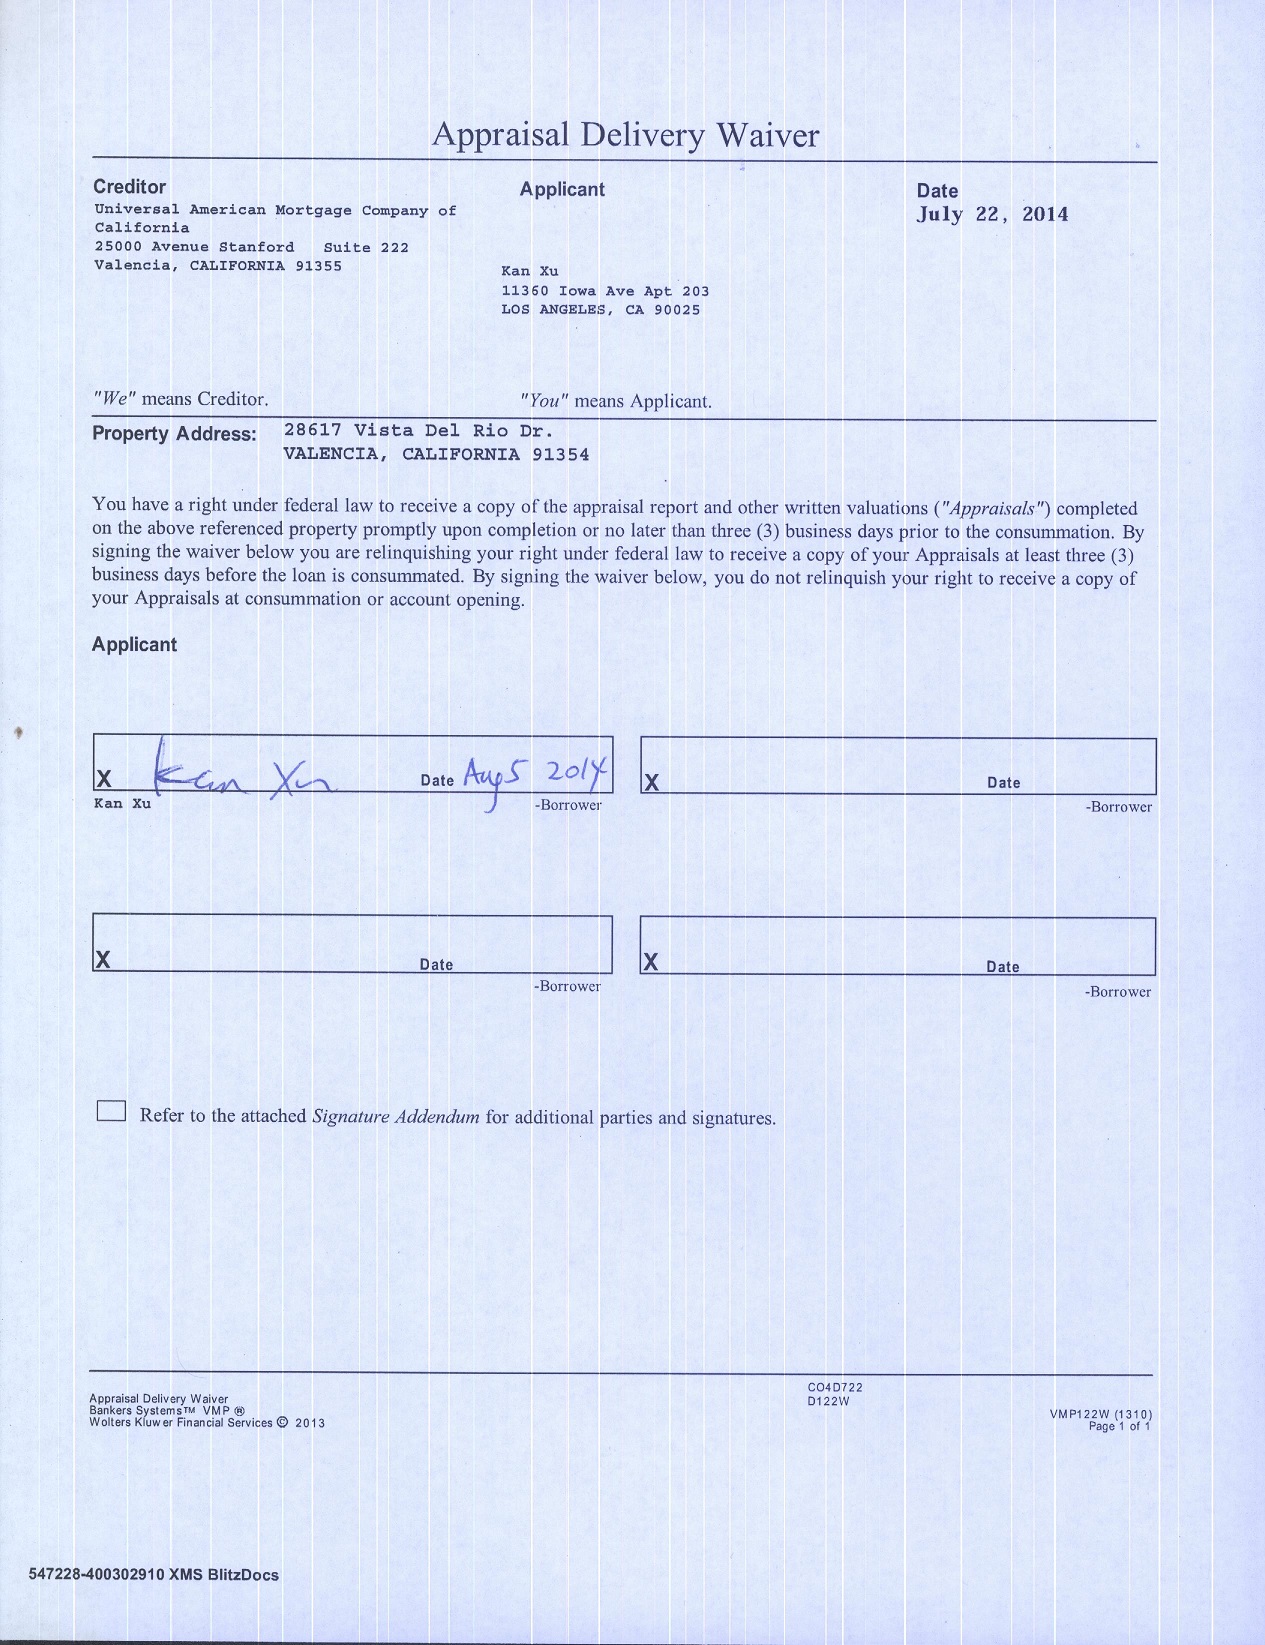 Appraisal Delivery Waiver
Creditor
Universal American Mortgage Company of
California
25000 Avenue Stanford Suite 222
Valencia, CALIFORNIA 91355
Applicant
Kan Xu
11360 Iowa Ave Apt 203
LOS ANGELES, CA 90025
Date
July 22, 2014
"We" means Creditor.
"You" means Applicant.
Property Address: 28617 Vista Del Rio Dr.
VALENCIA, CALIFORNIA 91354
You have a right under federal law to receive a copy of the appraisal report and other written valuations ("Appraisals") completed
on the above referenced property promptly upon completion or no later than three (3) business days prior to the consummation. By
signing the waiver below you are relinquishing your right under federal law to receive a copy of your Appraisals at least three (3)
business days before the loan is consummated. By signing the waiver below, you do not relinquish your right to receive a copy of
your Appraisals at consummation or account opening.
Applicant
X Kan Xu Date Aug 5 2014
Kan Xu -Borrower
X Date
-Borrower
X Date
-Borrower
X Date
-Borrower
Refer to the attached Signature Addendum for additional parties and signatures.
Appraisal Delivery Waiver
Bankers Systems™ VMP ®
Wolters Kluwer Financial Services © 2013
CO4D722
D122W
VMP122W (1310)
Page 1 of 1
547228-400302910 XMS BlitzDocs